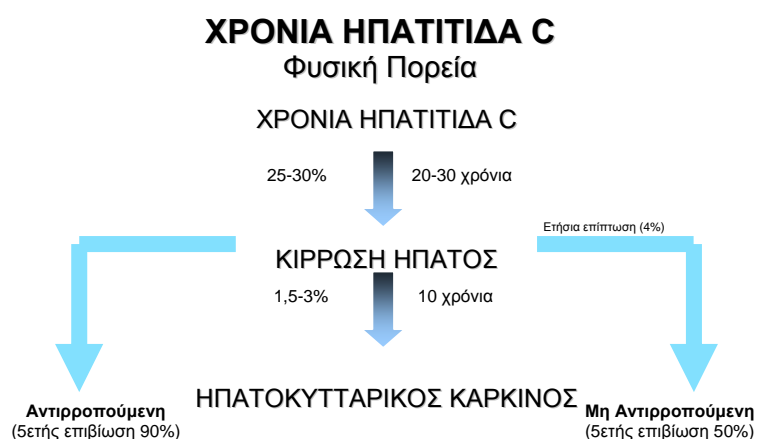 ΧΡΟΝΙΑ ΗΠΑΤΙΤΙΔΑ C
Φυσική Πορεία
ΧΡΟΝΙΑ ΗΠΑΤΙΤΙΔΑ C
25-30%
20-30 χρόνια
Ετήσια επίπτωση (4%)
ΚΙΡΡΩΣΗ ΗΠΑΤΟΣ
1,5-3%
10 χρόνια
ΗΠΑΤΟΚΥΤΤΑΡΙΚΟΣ ΚΑΡΚΙΝΟΣ
Αντιρροπούμενη
(5ετής επιβίωση 90%)
Μη Αντιρροπούμενη
(5ετής επιβίωση 50%)